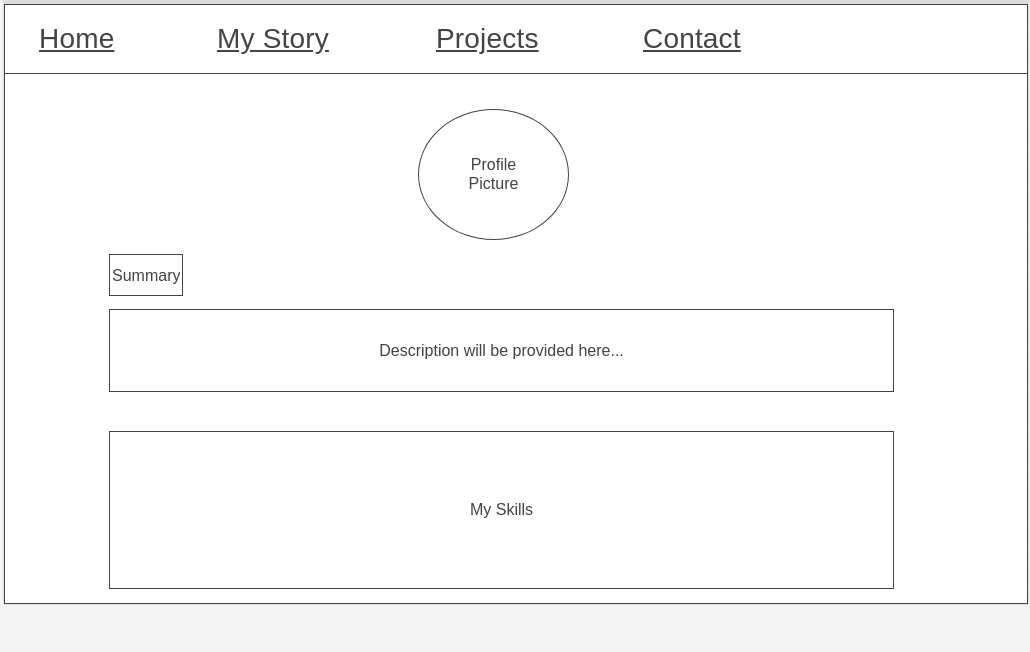 Home My Story Projects Contact
Profile
Picture
Summary
Description will be provided here...
My Skills